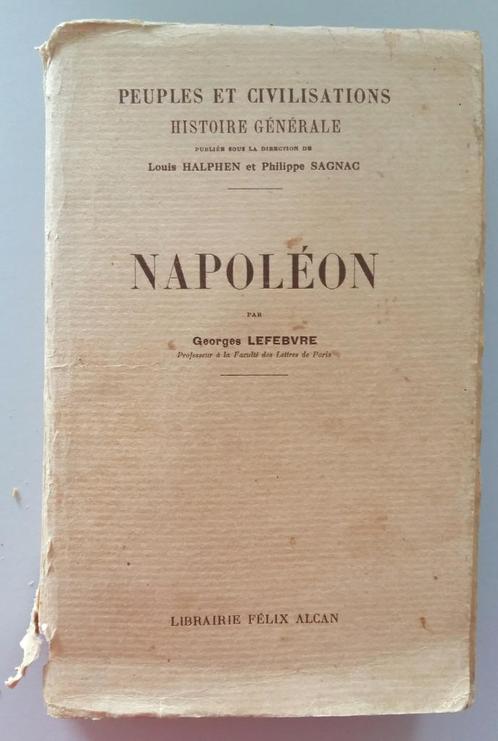 PEUPLES ET CIVILISATIONS
HISTOIRE GÉNÉRALE
PUBLIÉE SOUS LA DIRECTION DE
Louis HALPHEN et Philippe SAGNAC
NAPOLÉON
PAR
Georges LEFEBVRE
Professeur à la Faculté des Lettres de Paris
LIBRAIRIE FÉLIX ALCAN